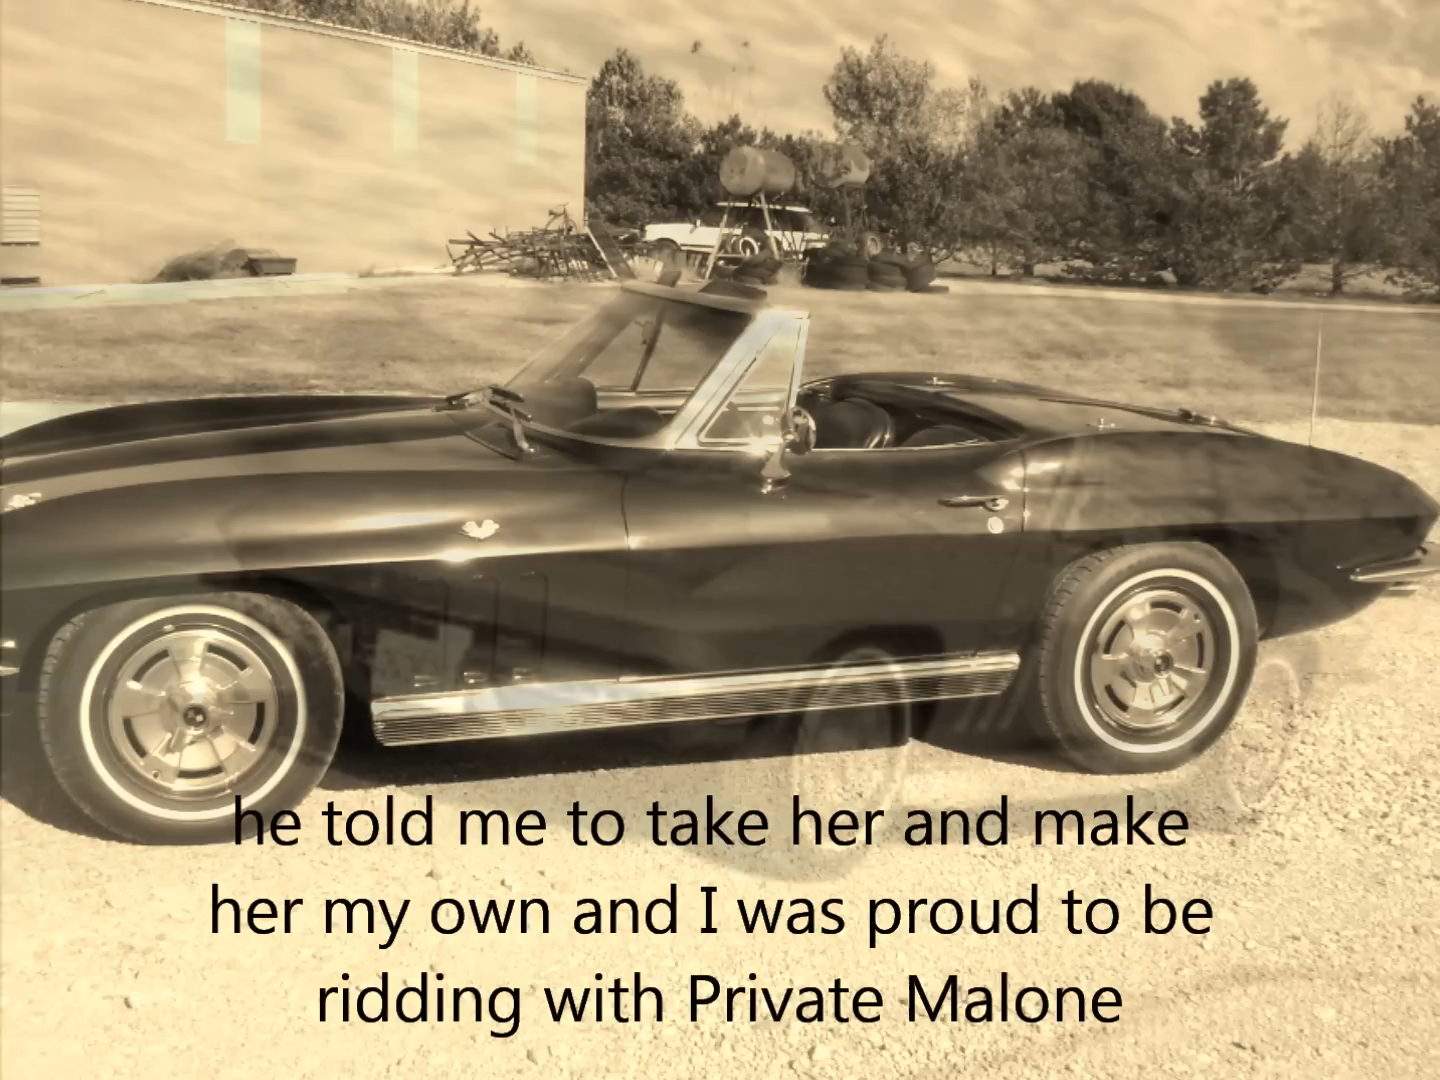 he told me to take her and make
her my own and I was proud to be
ridding with Private Malone